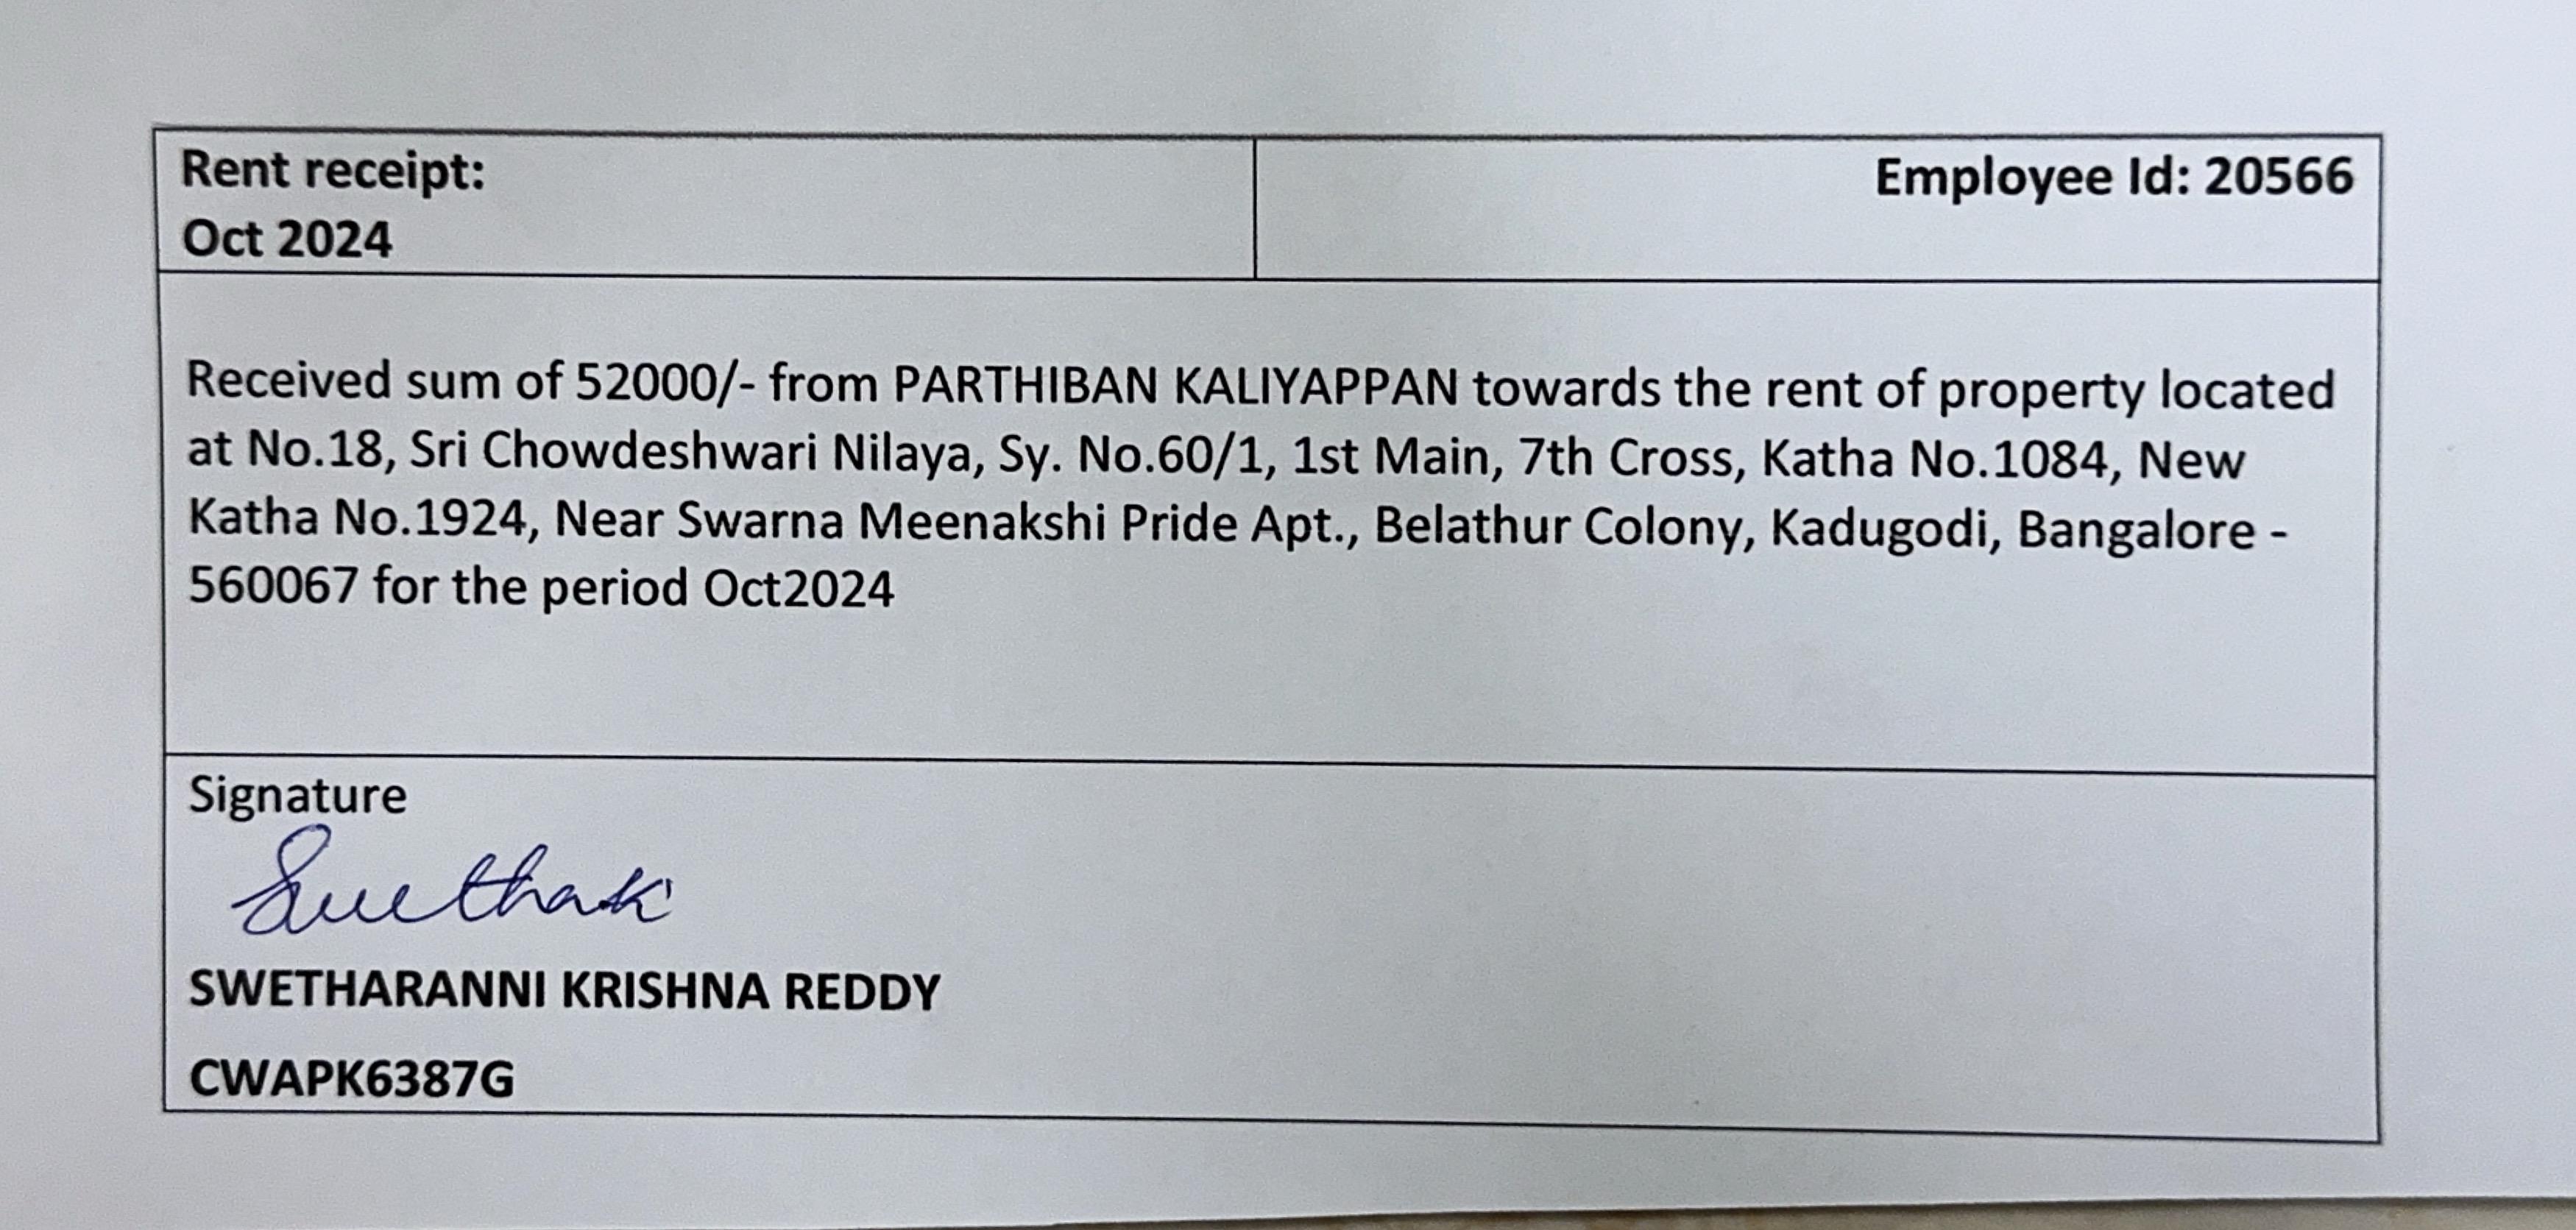 Rent receipt:
Oct 2024
Employee Id: 20566
Received sum of 52000/- from PARTHIBAN KALIYAPPAN towards the rent of property located
at No.18, Sri Chowdeshwari Nilaya, Sy. No.60/1, 1st Main, 7th Cross, Katha No.1084, New
Katha No.1924, Near Swarna Meenakshi Pride Apt., Belathur Colony, Kadugodi, Bangalore -
560067 for the period Oct2024
Signature
Swethak
SWETHARANNI KRISHNA REDDY
CWAPK6387G